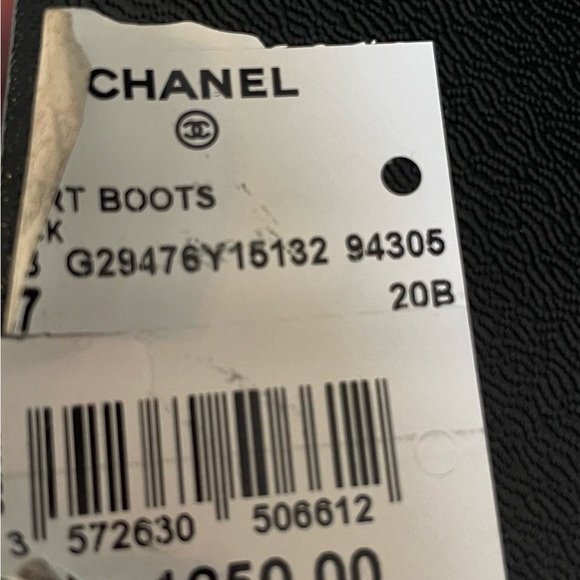 CHANEL
RT BOOTS
K
G29476Y15132 94305
7
20B
3 572630 506612